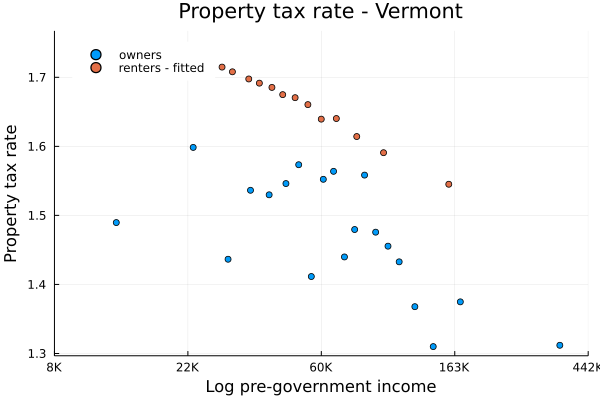 Property tax rate - Vermont
owners
renters - fitted
Property tax rate
1.7
1.6
1.5
1.4
1.3
8K 22K 60K 163K 442K
Log pre-government income